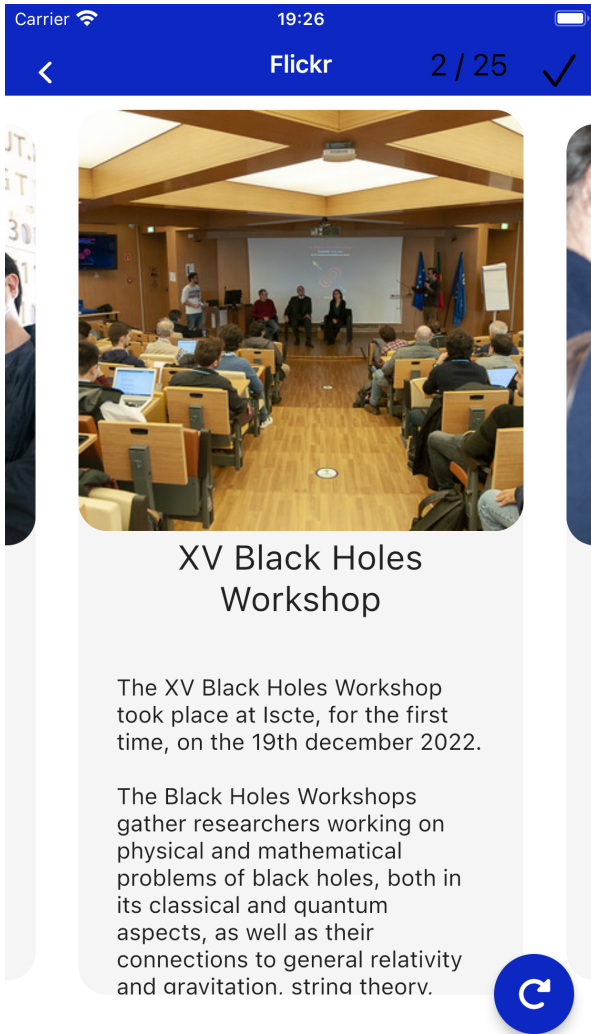 Carrier
19:26
Flickr
2 / 25
XV Black Holes
Workshop
The XV Black Holes Workshop
took place at Iscte, for the first
time, on the 19th december 2022.
The Black Holes Workshops
gather researchers working on
physical and mathematical
problems of black holes, both in
its classical and quantum
aspects, as well as their
connections to general relativity
and gravitation, string theory,